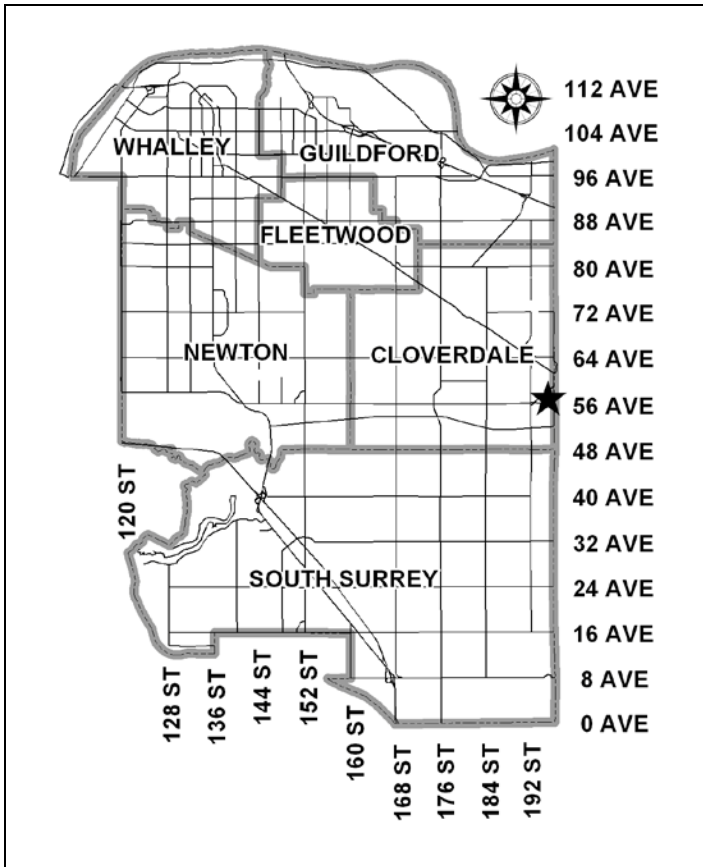 112 AVE
104 AVE
WHALLEY
GUILDFORD
96 AVE
88 AVE
FLEETWOOD
80 AVE
72 AVE
NEWTON
CLOVERDALE
64 AVE
56 AVE
48 AVE
120 ST
40 AVE
32 AVE
SOUTH SURREY
24 AVE
16 AVE
8 AVE
0 AVE
128 ST
136 ST
144 ST
152 ST
160 ST
168 ST
176 ST
184 ST
192 ST